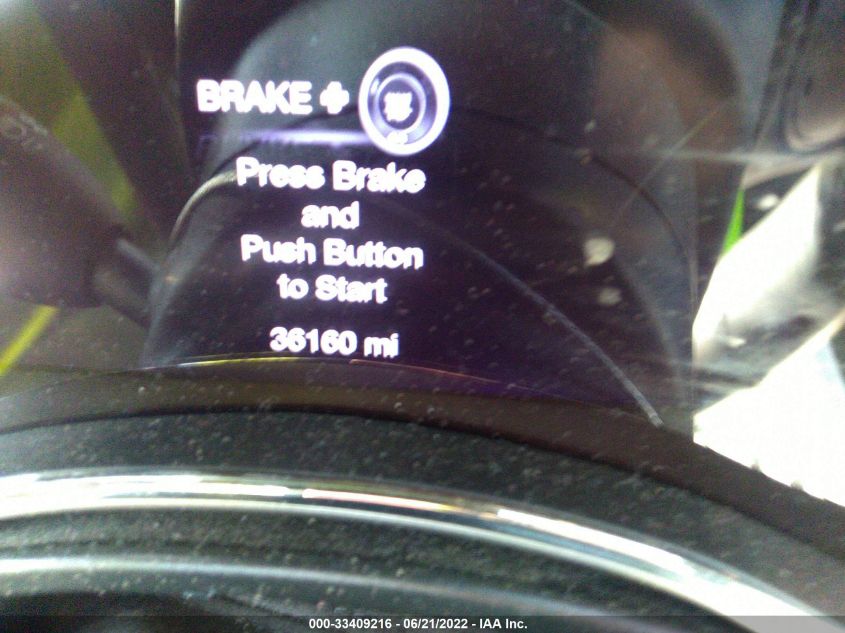 BRAKE +
Press Brake
and
Push Button
to Start
36160 mi
000-33409216 - 06/21/2022 - IAA Inc.